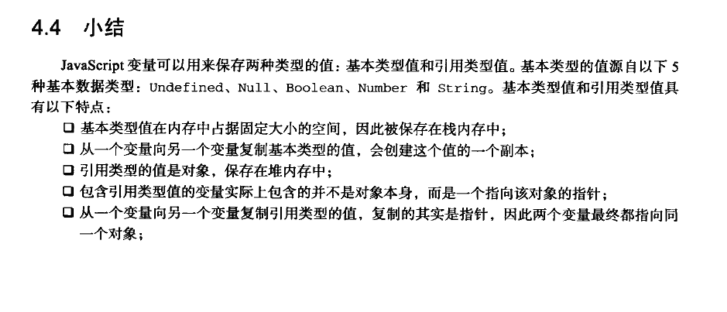 4.4 小结
JavaScript 变量可以用来保存两种类型的值：基本类型值和引用类型值。基本类型的值源自以下 5
种基本数据类型：Undefined、Null、Boolean、Number 和 String。基本类型值和引用类型值具
有以下特点：
❑ 基本类型值在内存中占据固定大小的空间，因此被保存在栈内存中；
❑ 从一个变量向另一个变量复制基本类型的值，会创建这个值的一个副本；
❑ 引用类型的值是对象，保存在堆内存中；
❑ 包含引用类型值的变量实际上包含的并不是对象本身，而是一个指向该对象的指针；
❑ 从一个变量向另一个变量复制引用类型的值，复制的其实是指针，因此两个变量最终都指向同
一个对象；